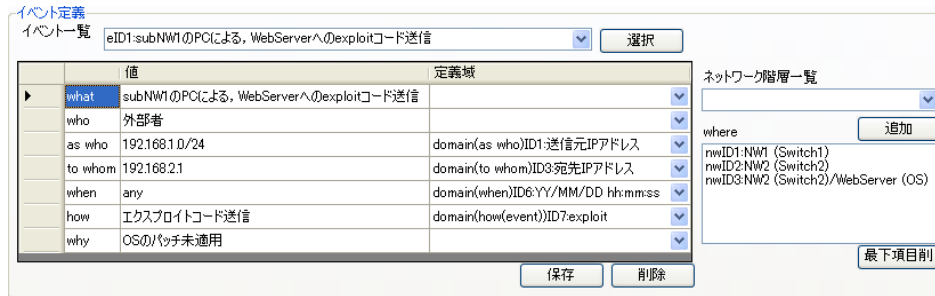 イベント定義
イベント一覧 eID1:subNW1のPCによる，WebServerへのexploitコード送信 選択
値 定義域
what subNW1のPCによる，WebServerへのexploitコード送信
who 外部者
as who 192.168.1.0/24 domain(as who)ID1:送信元IPアドレス
to whom 192.168.2.1 domain(to whom)ID3:宛先IPアドレス
when any domain(when)ID6:YY/MM/DD hh:mm:ss
how エクスプロイトコード送信 domain(how(event))ID7:exploit
why OSのパッチ未適用
保存 削除
ネットワーク階層一覧
where 追加
nwID1:NW1 (Switch1)
nwID2:NW2 (Switch2)
nwID3:NW2 (Switch2)/WebServer (OS)
最下項目削